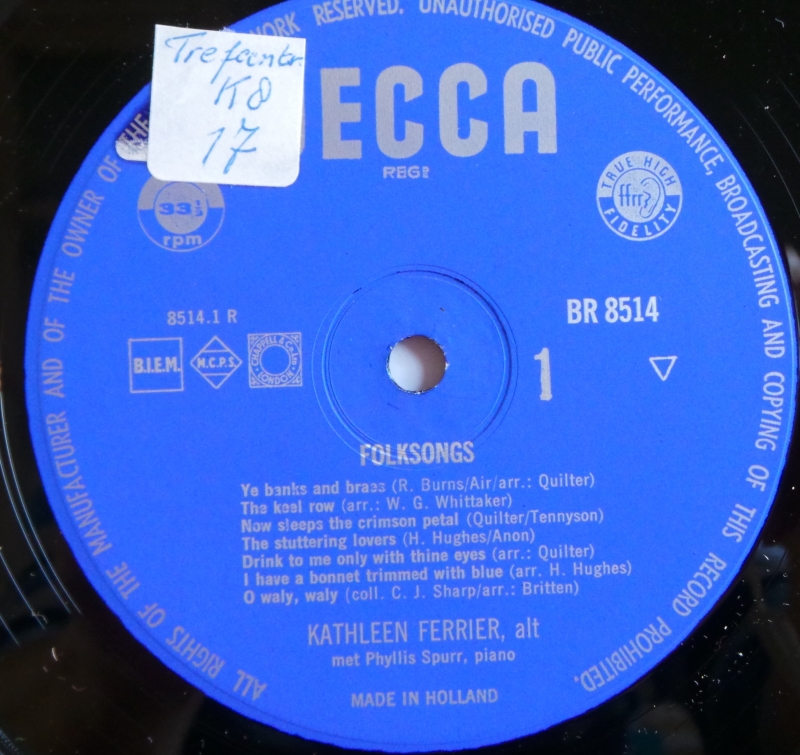 ALL RIGHTS OF THE MANUFACTURER AND OF THE OWNER OF THE WORK RESERVED. UNAUTHORISED PUBLIC PERFORMANCE, BROADCASTING AND COPYING OF THIS RECORD PROHIBITED.
K8
17
DECCA
REGD
33⅓
rpm
TRUE HIGH
ffrr
FIDELITY
8514.1 R
BR 8514
B.I.E.M.
M.C.P.S.
CHAPPELL & Co Ltd
LONDON
1
FOLKSONGS
Ye banks and braes (R. Burns/Air/arr.: Quilter)
The keel row (arr.: W. G. Whittaker)
Now sleeps the crimson petal (Quilter/Tennyson)
The stuttering lovers (H. Hughes/Anon)
Drink to me only with thine eyes (arr.: Quilter)
I have a bonnet trimmed with blue (arr. H. Hughes)
O waly, waly (coll. C. J. Sharp/arr.: Britten)
KATHLEEN FERRIER, alt
met Phyllis Spurr, piano
MADE IN HOLLAND